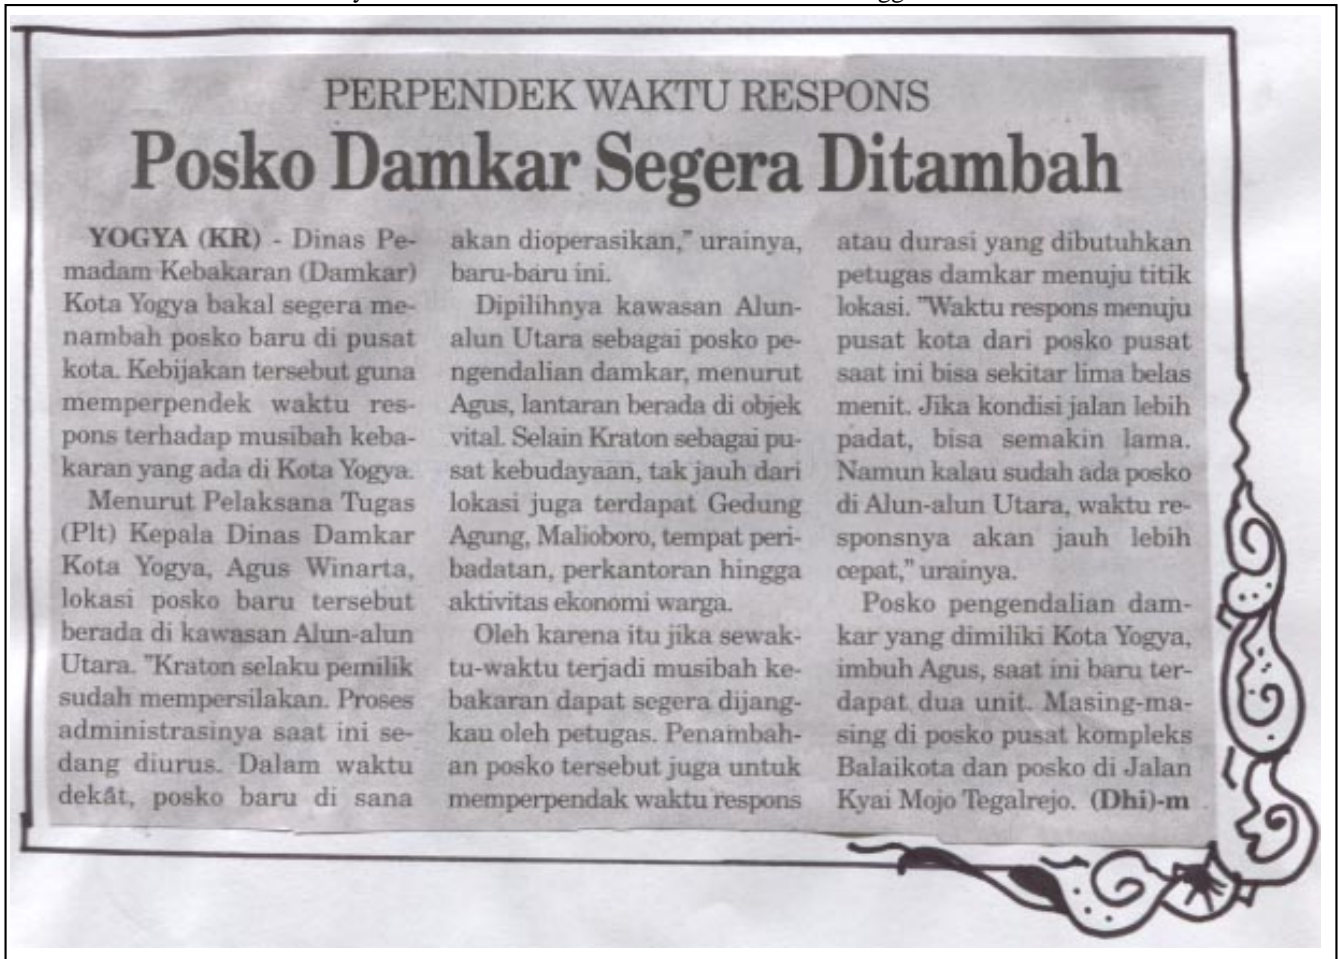 PERPENDEK WAKTU RESPONS
Posko Damkar Segera Ditambah
YOGYA (KR) - Dinas Pe-
madam Kebakaran (Damkar)
Kota Yogya bakal segera me-
nambah posko baru di pusat
kota. Kebijakan tersebut guna
memperpendek waktu res-
pons terhadap musibah keba-
karan yang ada di Kota Yogya.
Menurut Pelaksana Tugas
(Plt) Kepala Dinas Damkar
Kota Yogya, Agus Winarta,
lokasi posko baru tersebut
berada di kawasan Alun-alun
Utara. "Kraton selaku pemilik
sudah mempersilakan. Proses
administrasinya saat ini se-
dang diurus. Dalam waktu
dekat, posko baru di sana
akan dioperasikan," urainya,
baru-baru ini.
Dipilihnya kawasan Alun-
alun Utara sebagai posko pe-
ngendalian damkar, menurut
Agus, lantaran berada di objek
vital. Selain Kraton sebagai pu-
sat kebudayaan, tak jauh dari
lokasi juga terdapat Gedung
Agung, Malioboro, tempat peri-
badatan, perkantoran hingga
aktivitas ekonomi warga.
Oleh karena itu jika sewak-
tu-waktu terjadi musibah ke-
bakaran dapat segera dijang-
kau oleh petugas. Penambah-
an posko tersebut juga untuk
memperpendak waktu respons
atau durasi yang dibutuhkan
petugas damkar menuju titik
lokasi. "Waktu respons menuju
pusat kota dari posko pusat
saat ini bisa sekitar lima belas
menit. Jika kondisi jalan lebih
padat, bisa semakin lama.
Namun kalau sudah ada posko
di Alun-alun Utara, waktu re-
sponsnya akan jauh lebih
cepat," urainya.
Posko pengendalian dam-
kar yang dimiliki Kota Yogya,
imbuh Agus, saat ini baru ter-
dapat dua unit. Masing-ma-
sing di posko pusat kompleks
Balaikota dan posko di Jalan
Kyai Mojo Tegalrejo. (Dhi)-m